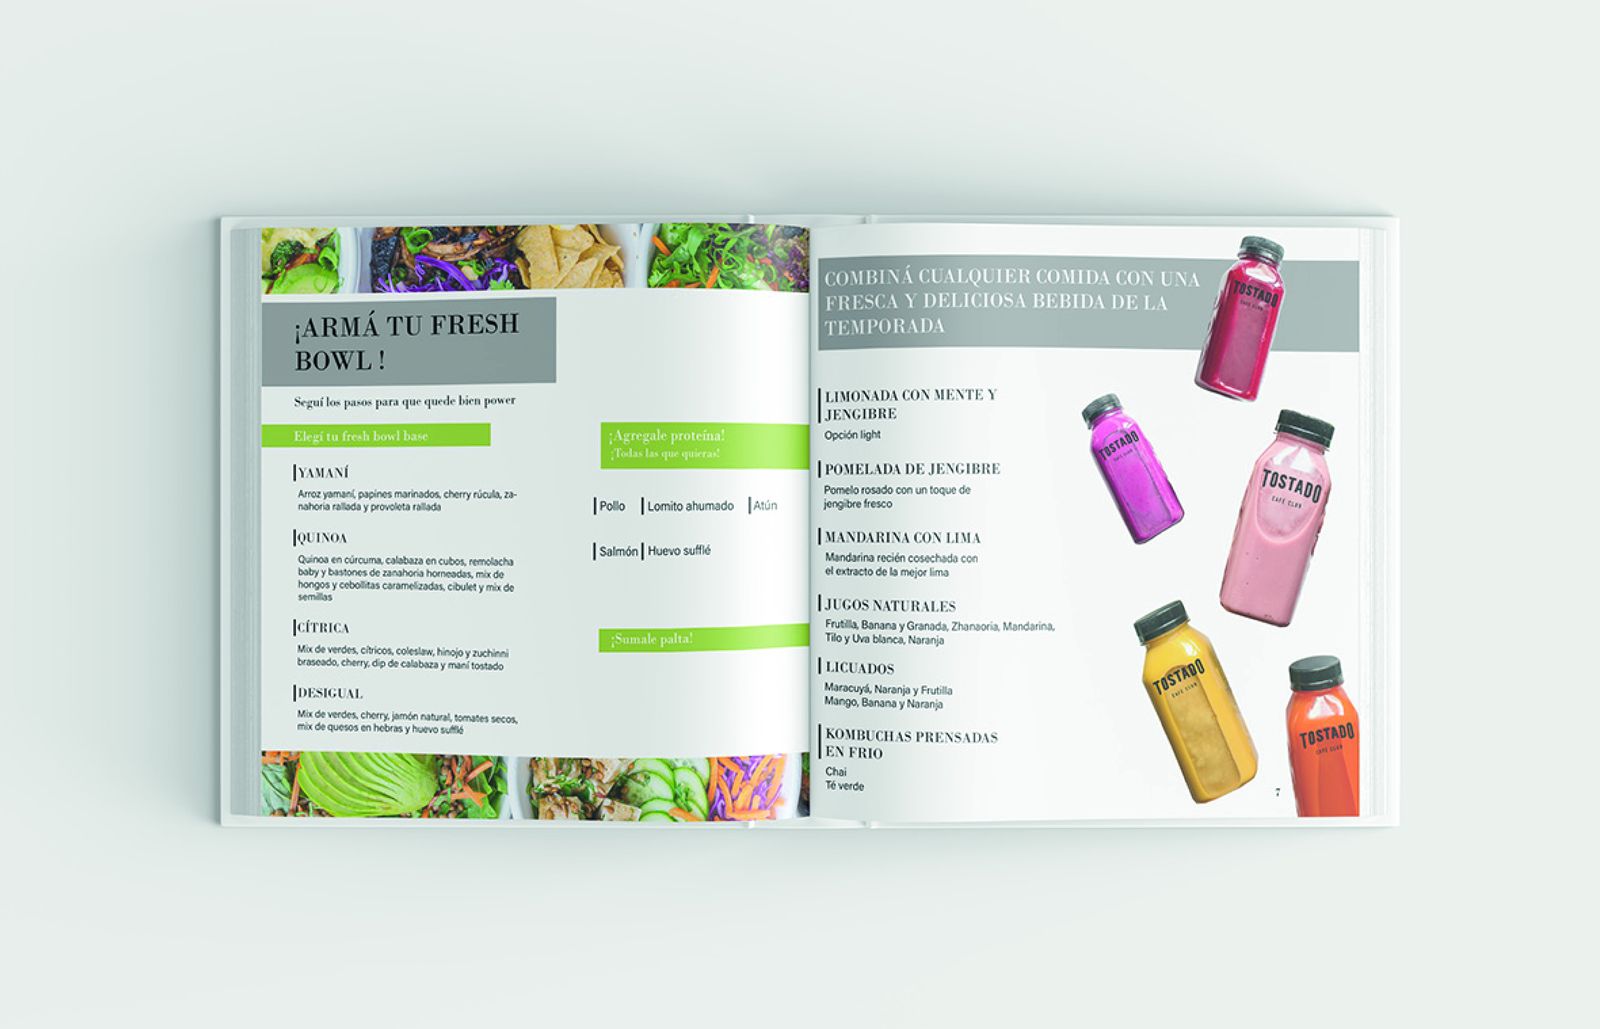 ¡ARMÁ TU FRESH
BOWL !
Seguí los pasos para que quede bien power
Elegí tu fresh bowl base
YAMANÍ
Arroz yamaní, papines marinados, cherry rúcula, za-
nahoria rallada y provoleta rallada
QUINOA
Quinoa en cúrcuma, calabaza en cubos, remolacha
baby y bastones de zanahoria horneadas, mix de
hongos y cebollitas caramelizadas, cibulet y mix de
semillas
CÍTRICA
Mix de verdes, cítricos, coleslaw, hinojo y zuchinni
braseado, cherry, dip de calabaza y maní tostado
DESIGUAL
Mix de verdes, cherry, jamón natural, tomates secos,
mix de quesos en hebras y huevo sufflé
¡Agregale proteína!
¡Todas las que quieras!
Pollo Lomito ahumado Atún
Salmón Huevo sufflé
¡Sumale palta!
COMBINÁ CUALQUIER COMIDA CON UNA
FRESCA Y DELICIOSA BEBIDA DE LA
TEMPORADA
LIMONADA CON MENTE Y
JENGIBRE
Opción light
POMELADA DE JENGIBRE
Pomelo rosado con un toque de
jengibre fresco
MANDARINA CON LIMA
Mandarina recién cosechada con
el extracto de la mejor lima
JUGOS NATURALES
Frutilla, Banana y Granada, Zhanaoria, Mandarina,
Tilo y Uva blanca, Naranja
LICUADOS
Maracuyá, Naranja y Frutilla
Mango, Banana y Naranja
KOMBUCHAS PRENSADAS
EN FRIO
Chai
Té verde
TOSTADO
CAFÉ CLUB
TOSTADO
CAFÉ CLUB
TOSTADO
CAFÉ CLUB
TOSTADO
CAFÉ CLUB
TOSTADO
CAFÉ CLUB
7